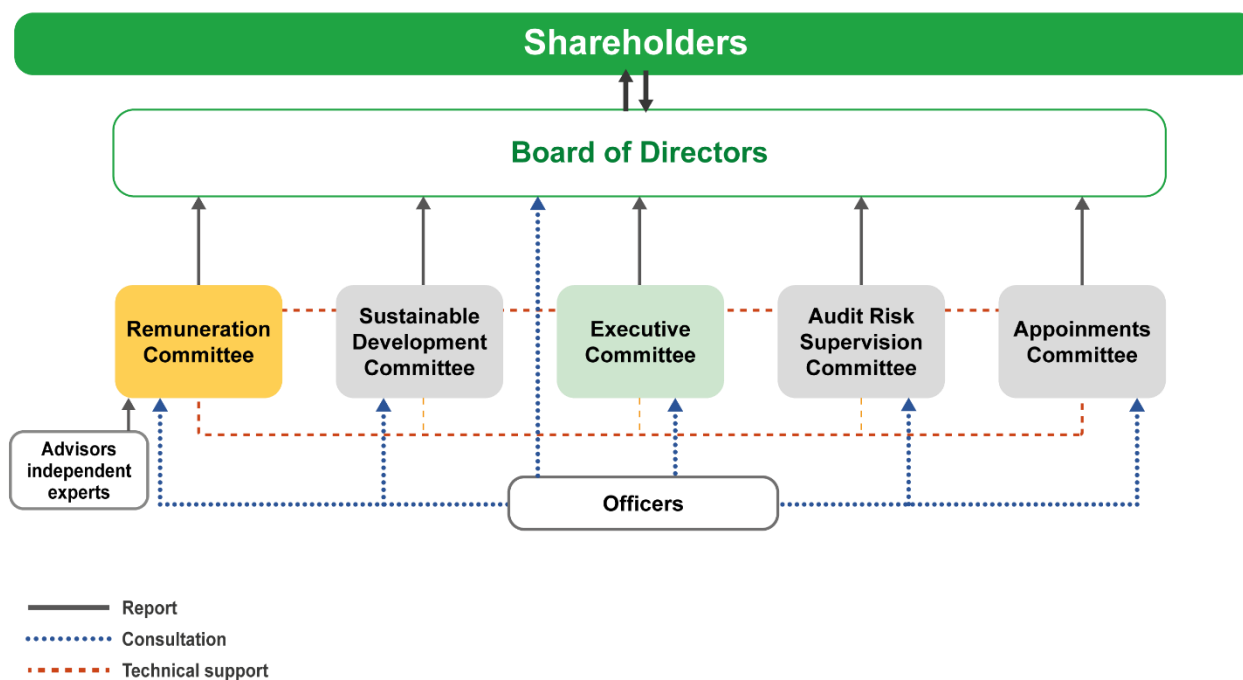 Shareholders
Board of Directors
Remuneration
Committee
Sustainable
Development
Committee
Executive
Committee
Audit Risk
Supervision
Committee
Appoinments
Committee
Advisors
independent
experts
Officers
Report
Consultation
Technical support